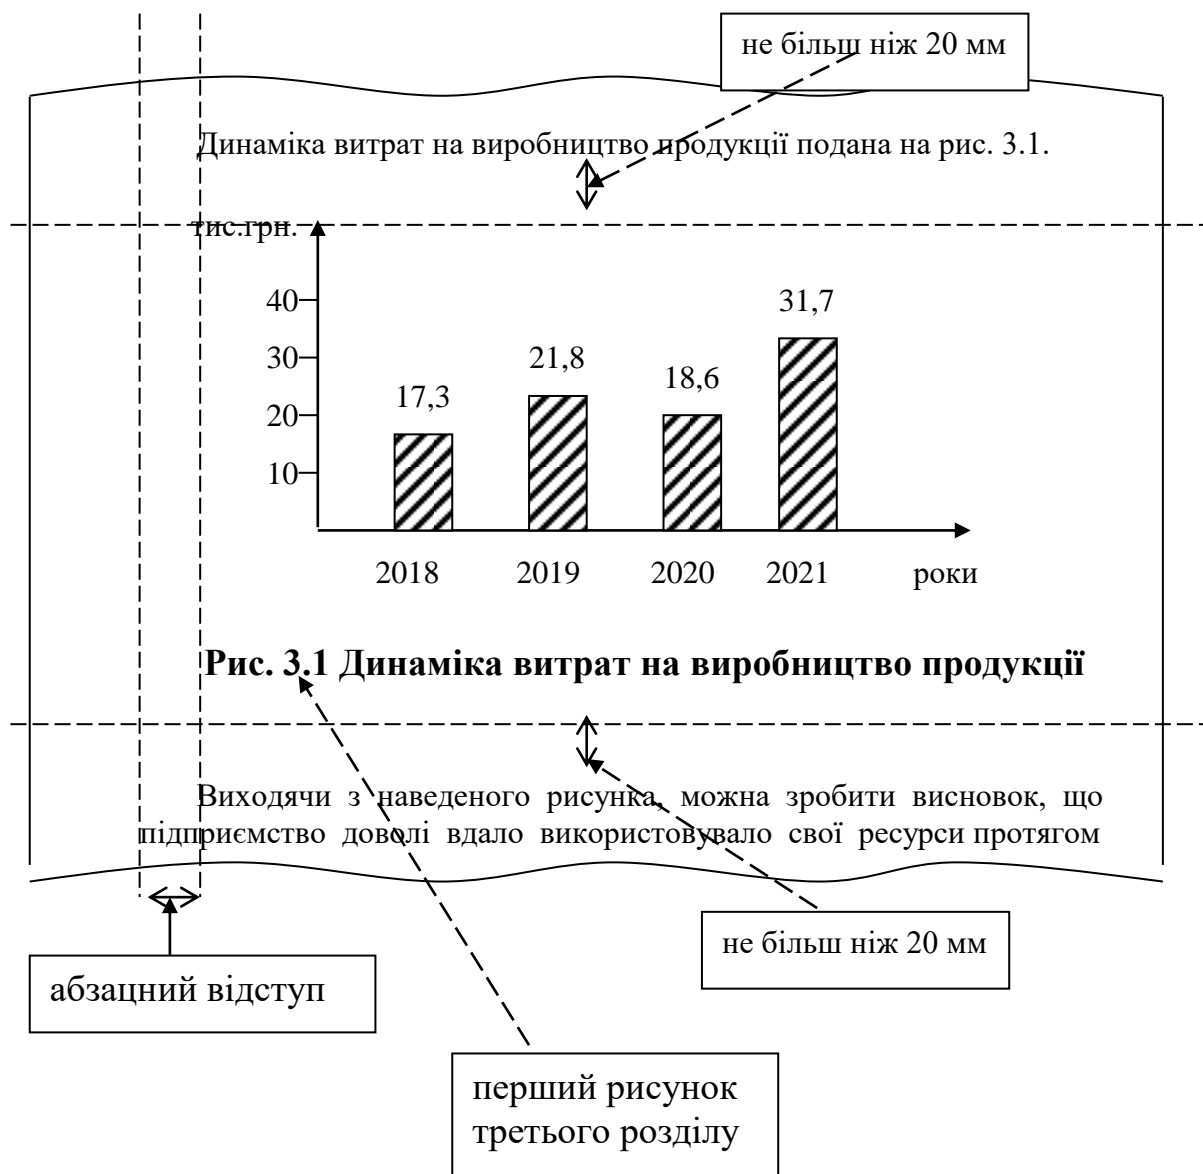 не більш ніж 20 мм
Динаміка витрат на виробництво продукції подана на рис. 3.1.
тис.грн.
40
30
20
10
17,3
21,8
18,6
31,7
2018
2019
2020
2021
роки
Рис. 3.1 Динаміка витрат на виробництво продукції
Виходячи з наведеного рисунка, можна зробити висновок, що
підприємство доволі вдало використовувало свої ресурси протягом
не більш ніж 20 мм
абзацний відступ
перший рисунок
третього розділу